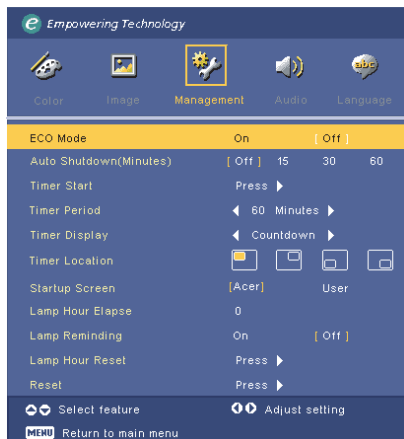 e Empowering Technology
abc
Color Image Management Audio Language
ECO Mode On [ Off ]
Auto Shutdown(Minutes) [ Off ] 15 30 60
Timer Start Press
Timer Period 60 Minutes
Timer Display Countdown
Timer Location
Startup Screen [Acer] User
Lamp Hour Elapse 0
Lamp Reminding On [ Off ]
Lamp Hour Reset Press
Reset Press
Select feature Adjust setting
MENU Return to main menu